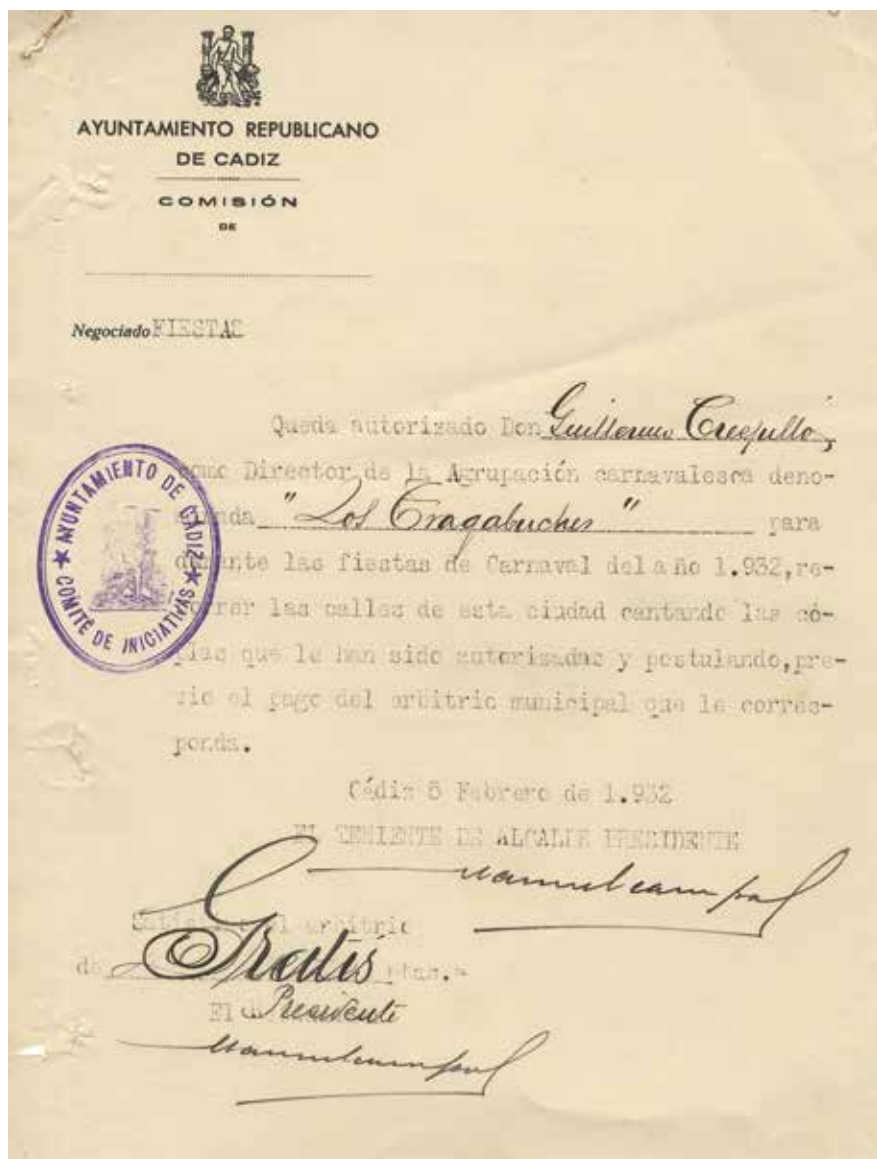 AYUNTAMIENTO REPUBLICANO
DE CADIZ
COMISIÓN
DE
Negociado FIESTAS
Queda autorizado Don Guillermo Crespillo,
como Director de la Agrupación carnavalesca deno-
minada "Los Tragabuches" para
durante las fiestas de Carnaval del año 1.932,re-
correr las calles de esta ciudad cantando las co-
plas que le han sido autorizadas y postulando,pre-
vio el pago del arbitrio municipal que le corres-
ponda.
AYUNTAMIENTO DE CADIZ
COMITÉ DE INICIATIVAS
Cádiz 5 Febrero de 1.932
EL TENIENTE DE ALCALDE PRESIDENTE
Satisfizo el arbitrio
de Gratis ptas.=
El Presidente